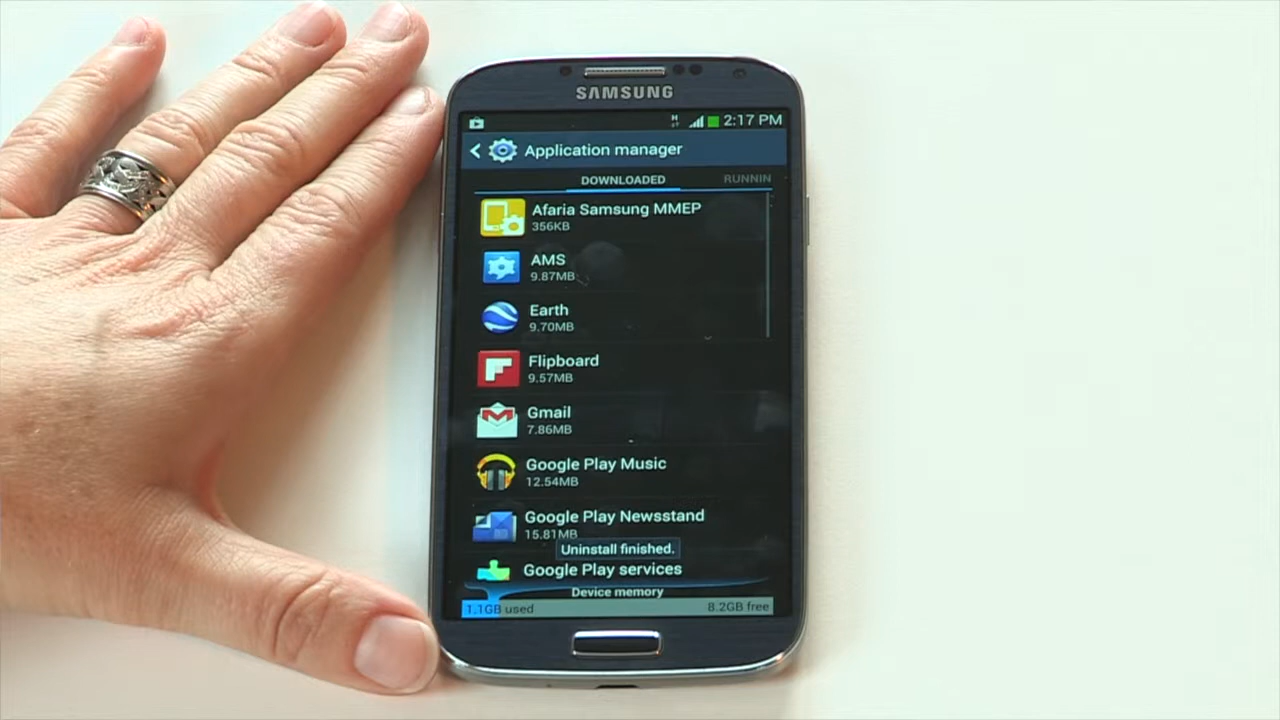 SAMSUNG
H 2:17 PM
Application manager
DOWNLOADED RUNNIN
Afaria Samsung MMEP
356KB
AMS
9.87MB
Earth
9.70MB
Flipboard
9.57MB
Gmail
7.86MB
Google Play Music
12.54MB
Google Play Newsstand
15.81MB
Uninstall finished.
Google Play services
Device memory
1.1GB used 8.2GB free